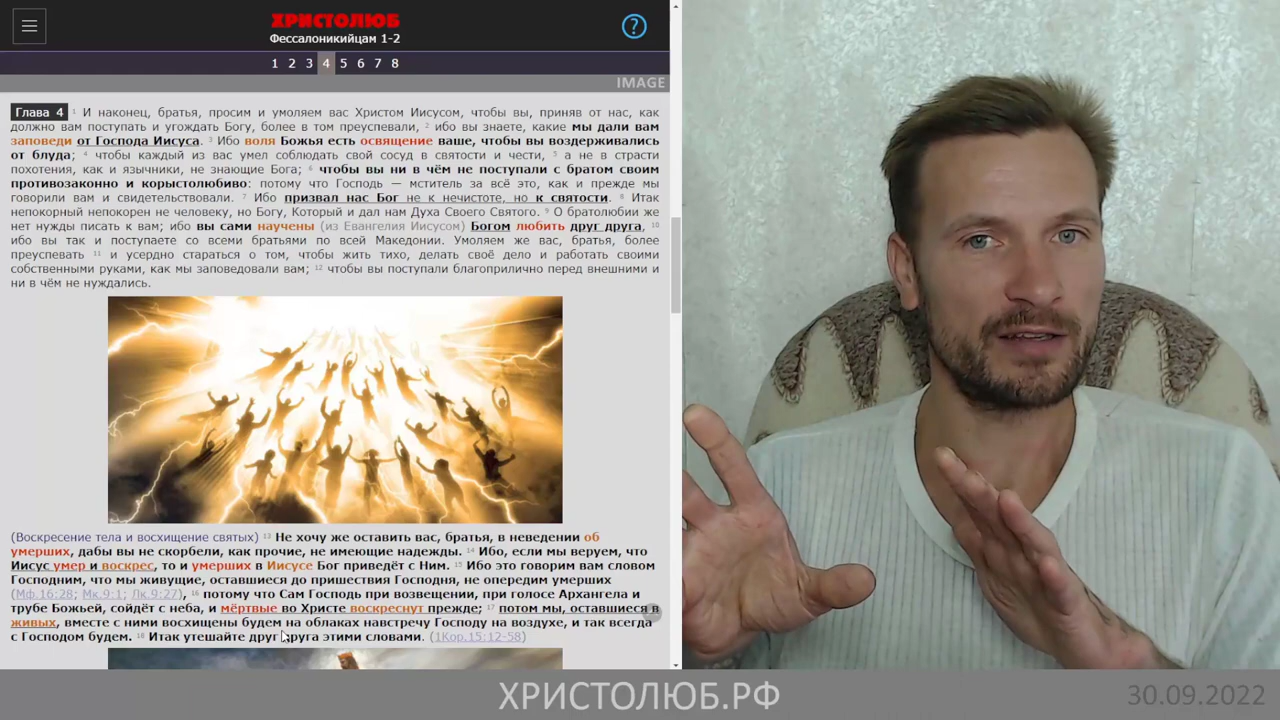 ХРИСТОЛЮБ
Фессалоникийцам 1-2
?
1 2 3 4 5 6 7 8
IMAGE
Глава 4 1 И наконец, братья, просим и умоляем вас Христом Иисусом, чтобы вы, приняв от нас, как
должно вам поступать и угождать Богу, более в том преуспевали, 2 ибо вы знаете, какие мы дали вам
заповеди от Господа Иисуса. 3 Ибо воля Божья есть освящение ваше, чтобы вы воздерживались
от блуда; 4 чтобы каждый из вас умел соблюдать свой сосуд в святости и чести, 5 а не в страсти
похотения, как и язычники, не знающие Бога; 6 чтобы вы ни в чём не поступали с братом своим
противозаконно и корыстолюбиво: потому что Господь — мститель за всё это, как и прежде мы
говорили вам и свидетельствовали. 7 Ибо призвал нас Бог не к нечистоте, но к святости. 8 Итак
непокорный непокорен не человеку, но Богу, Который и дал нам Духа Своего Святого. 9 О братолюбии же
нет нужды писать к вам; ибо вы сами научены (из Евангелия Иисусом) Богом любить друг друга, 10
ибо вы так и поступаете со всеми братьями по всей Македонии. Умоляем же вас, братья, более
преуспевать 11 и усердно стараться о том, чтобы жить тихо, делать своё дело и работать своими
собственными руками, как мы заповедовали вам; 12 чтобы вы поступали благоприлично перед внешними и
ни в чём не нуждались.
(Воскресение тела и восхищение святых) 13 Не хочу же оставить вас, братья, в неведении об
умерших, дабы вы не скорбели, как прочие, не имеющие надежды. 14 Ибо, если мы веруем, что
Иисус умер и воскрес, то и умерших в Иисусе Бог приведёт с Ним. 15 Ибо это говорим вам словом
Господним, что мы живущие, оставшиеся до пришествия Господня, не опередим умерших
(Мф.16:28; Мк.9:1; Лк.9:27), 16 потому что Сам Господь при возвещении, при голосе Архангела и
трубе Божьей, сойдёт с неба, и мёртвые во Христе воскреснут прежде; 17 потом мы, оставшиеся в
живых, вместе с ними восхищены будем на облаках навстречу Господу на воздухе, и так всегда
с Господом будем. 18 Итак утешайте друг друга этими словами. (1Кор.15:12-58)
ХРИСТОЛЮБ.РФ
30.09.2022